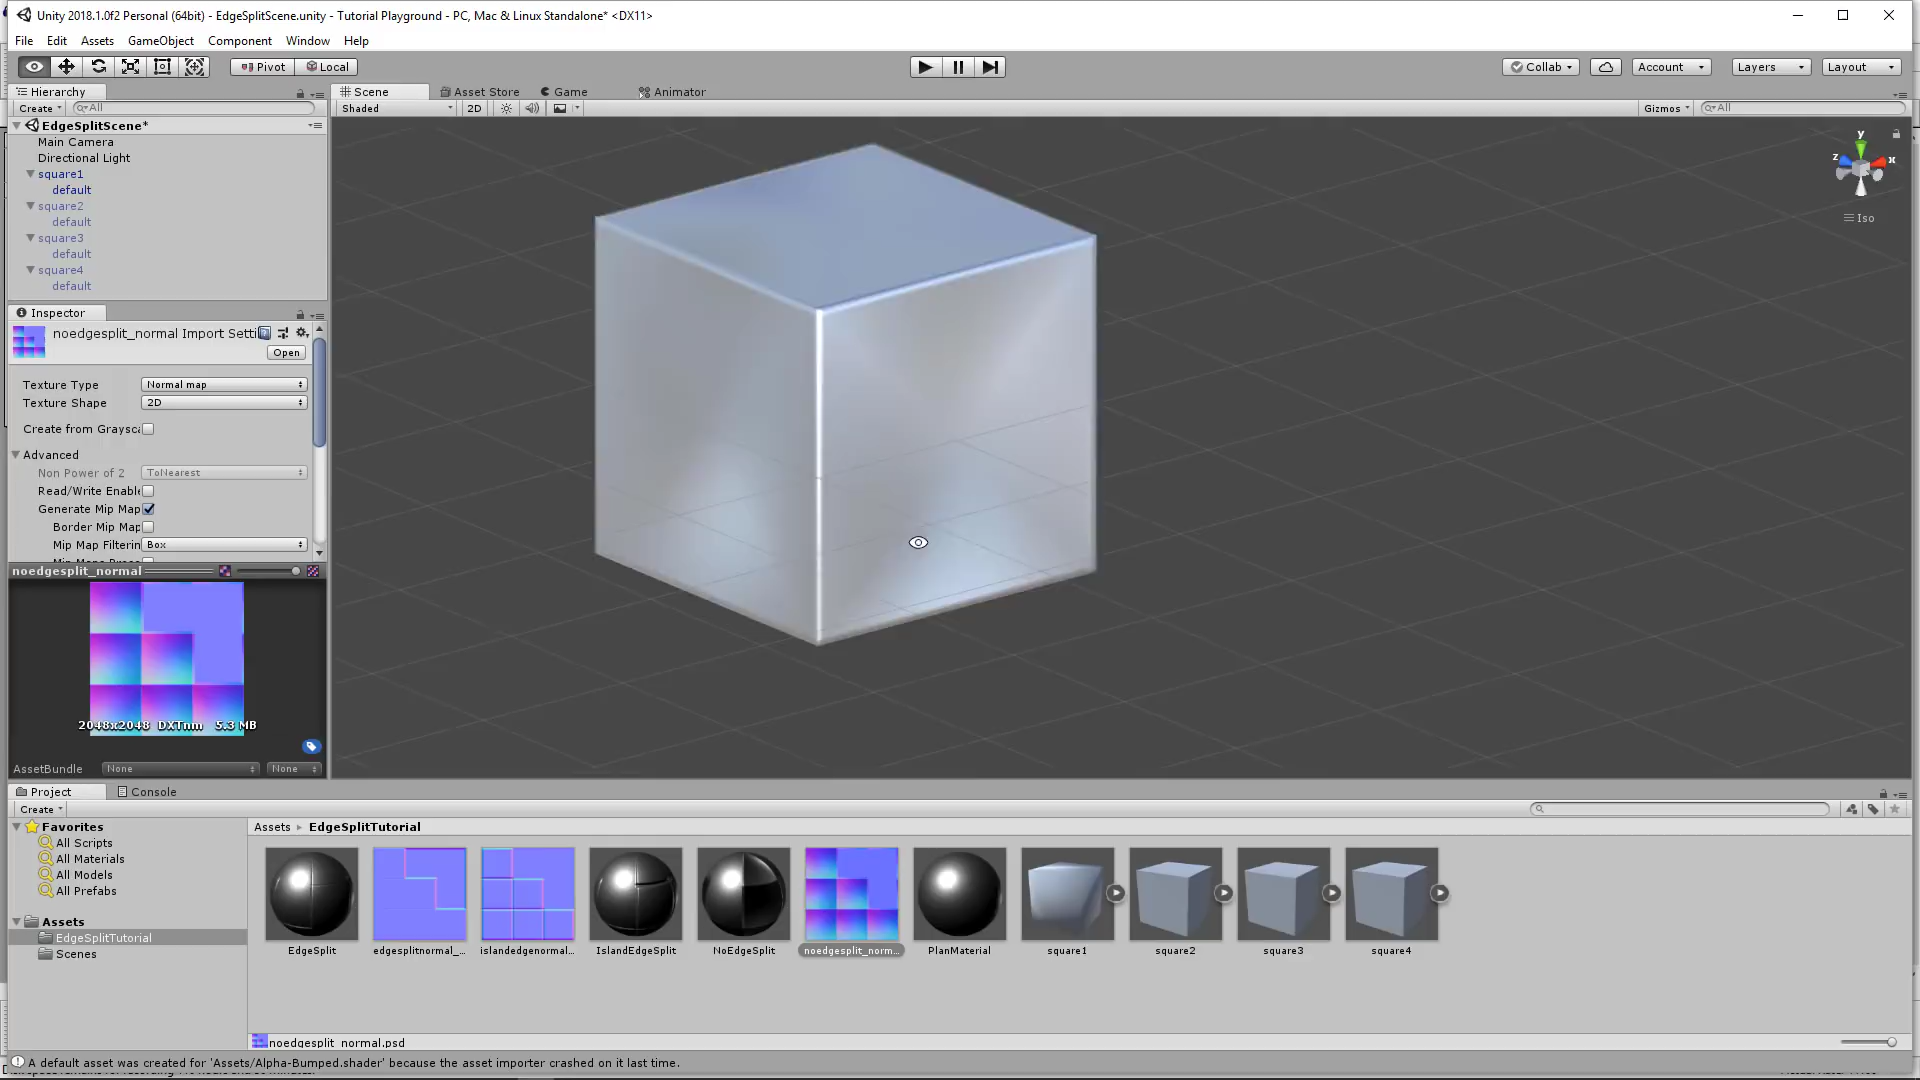 Unity 2018.1.0f2 Personal (64bit) - EdgeSplitScene.unity - Tutorial Playground - PC, Mac & Linux Standalone* <DX11>
File Edit Assets GameObject Component Window Help
Pivot Local Collab Account Layers Layout
Hierarchy
Create All
EdgeSplitScene*
Main Camera
Directional Light
square1
default
square2
default
square3
default
square4
default
Scene Asset Store Game Animator
Shaded 2D Gizmos All
y
z x
Iso
Inspector
noedgesplit_normal Import Setti
Open
Texture Type Normal map
Texture Shape 2D
Create from Graysca
Advanced
Non Power of 2 ToNearest
Read/Write Enable
Generate Mip Map
Border Mip Map
Mip Map Filterin Box
noedgesplit_normal
2048x2048 DXTnm 5.3 MB
AssetBundle None None
Project Console
Create
Favorites
All Scripts
All Materials
All Models
All Prefabs
Assets
EdgeSplitTutorial
Scenes
Assets ▸ EdgeSplitTutorial
EdgeSplit edgesplitnormal_... islandedgenormal... IslandEdgeSplit NoEdgeSplit noedgesplit_norm... PlanMaterial square1 square2 square3 square4
noedgesplit_normal.psd
A default asset was created for 'Assets/Alpha-Bumped.shader' because the asset importer crashed on it last time.